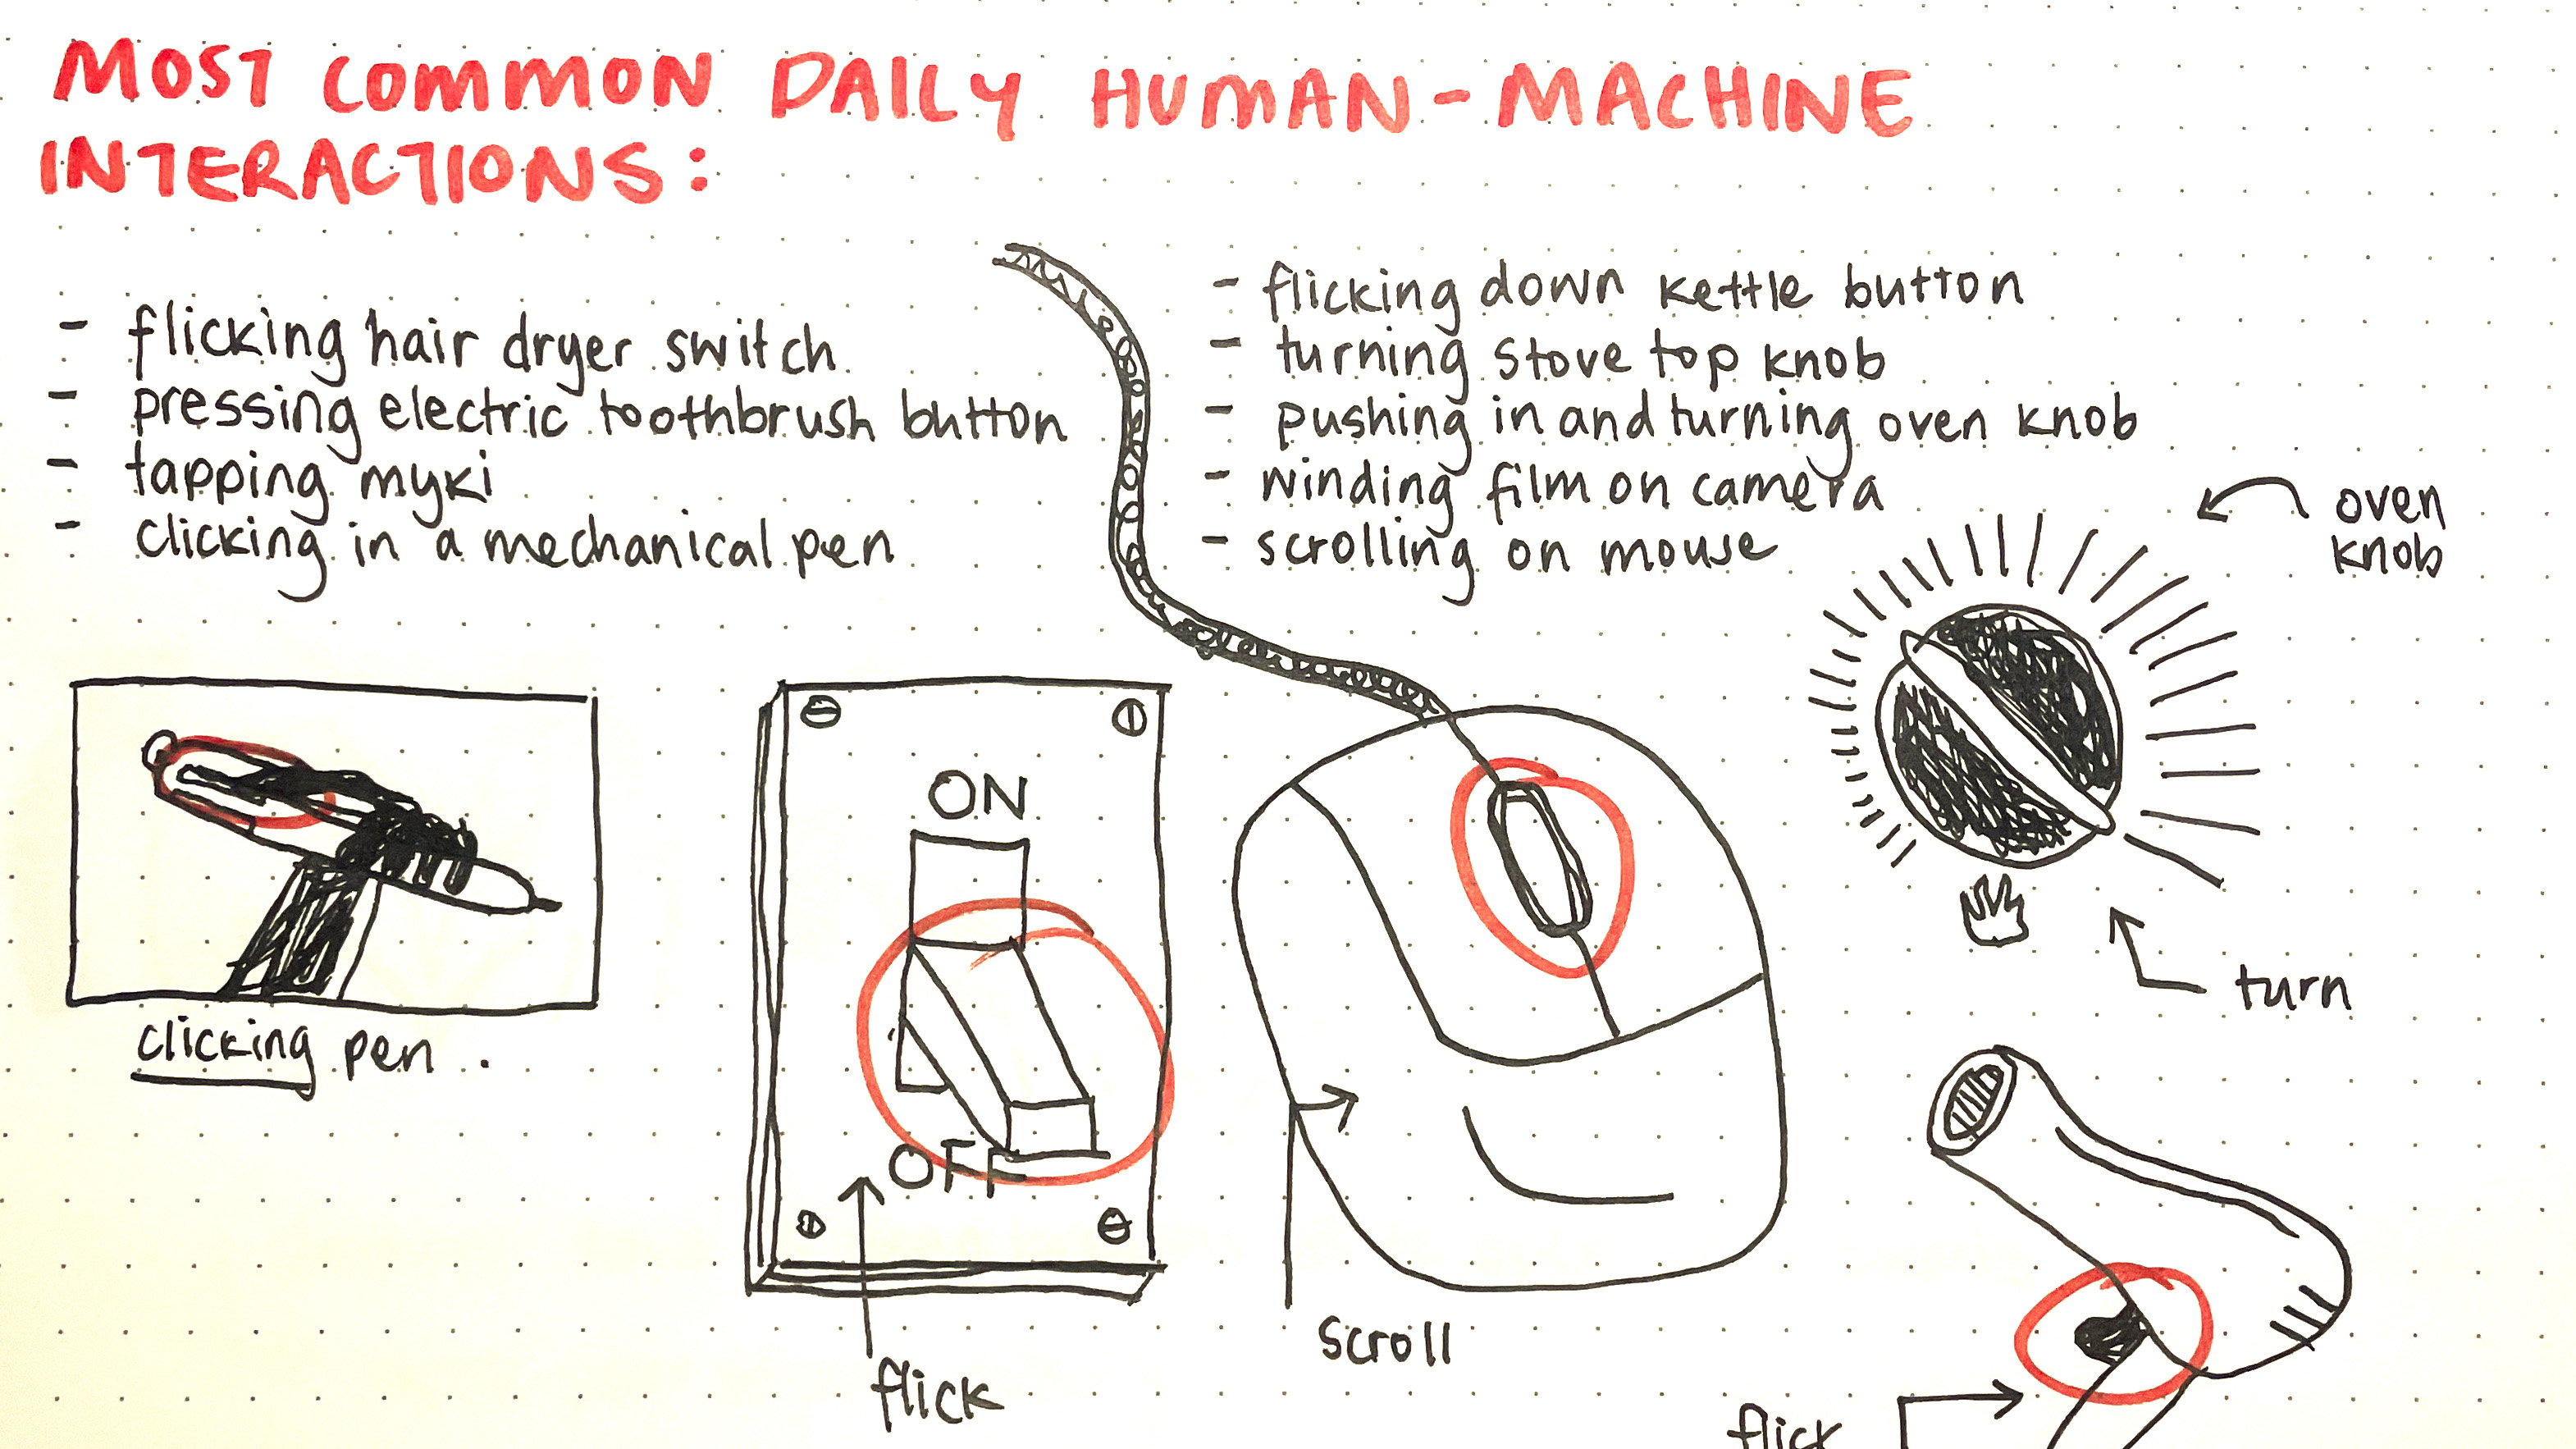 MOST COMMON DAILY HUMAN-MACHINE
INTERACTIONS:
- flicking hair dryer switch
- pressing electric toothbrush button
- tapping myki
- clicking in a mechanical pen
- flicking down kettle button
- turning stove top knob
- pushing in and turning oven knob
- winding film on camera
- scrolling on mouse
oven
knob
turn
clicking pen.
ON
OFF
flick
scroll
flick